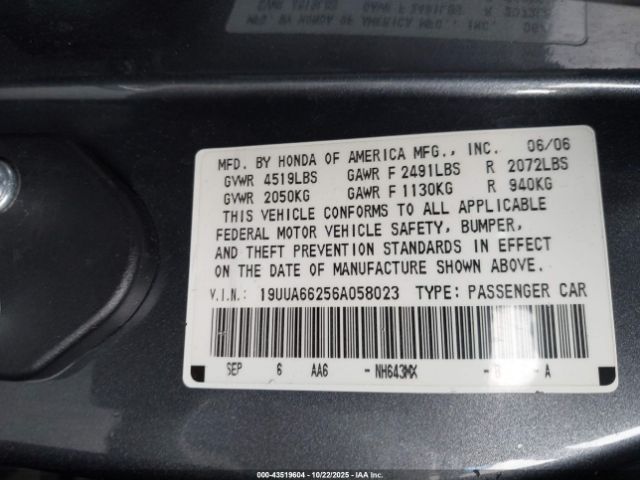 MFD. BY HONDA OF AMERICA MFG., INC. 06/06
GVWR 4519LBS GAWR F 2491LBS R 2072LBS
GVWR 2050KG GAWR F 1130KG R 940KG
THIS VEHICLE CONFORMS TO ALL APPLICABLE
FEDERAL MOTOR VEHICLE SAFETY, BUMPER,
AND THEFT PREVENTION STANDARDS IN EFFECT
ON THE DATE OF MANUFACTURE SHOWN ABOVE.
V.I.N.: 19UUA66256A058023 TYPE: PASSENGER CAR
SEP 6 AA6 - NH643MX - B - A
000-43519604 - 10/22/2025 - IAAI.COM